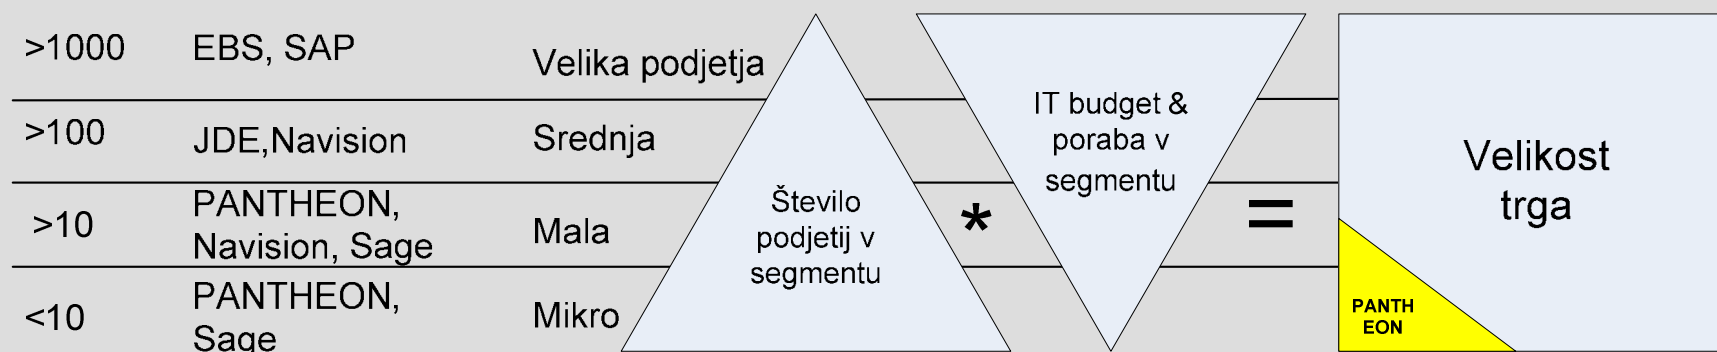 >1000
EBS, SAP
Velika podjetja
>100
JDE,Navision
Srednja
>10
PANTHEON,
Navision, Sage
Mala
<10
PANTHEON,
Sage
Mikro
Število
podjetij v
segmentu
*
IT budget &
poraba v
segmentu
=
Velikost
trga
PANTH
EON